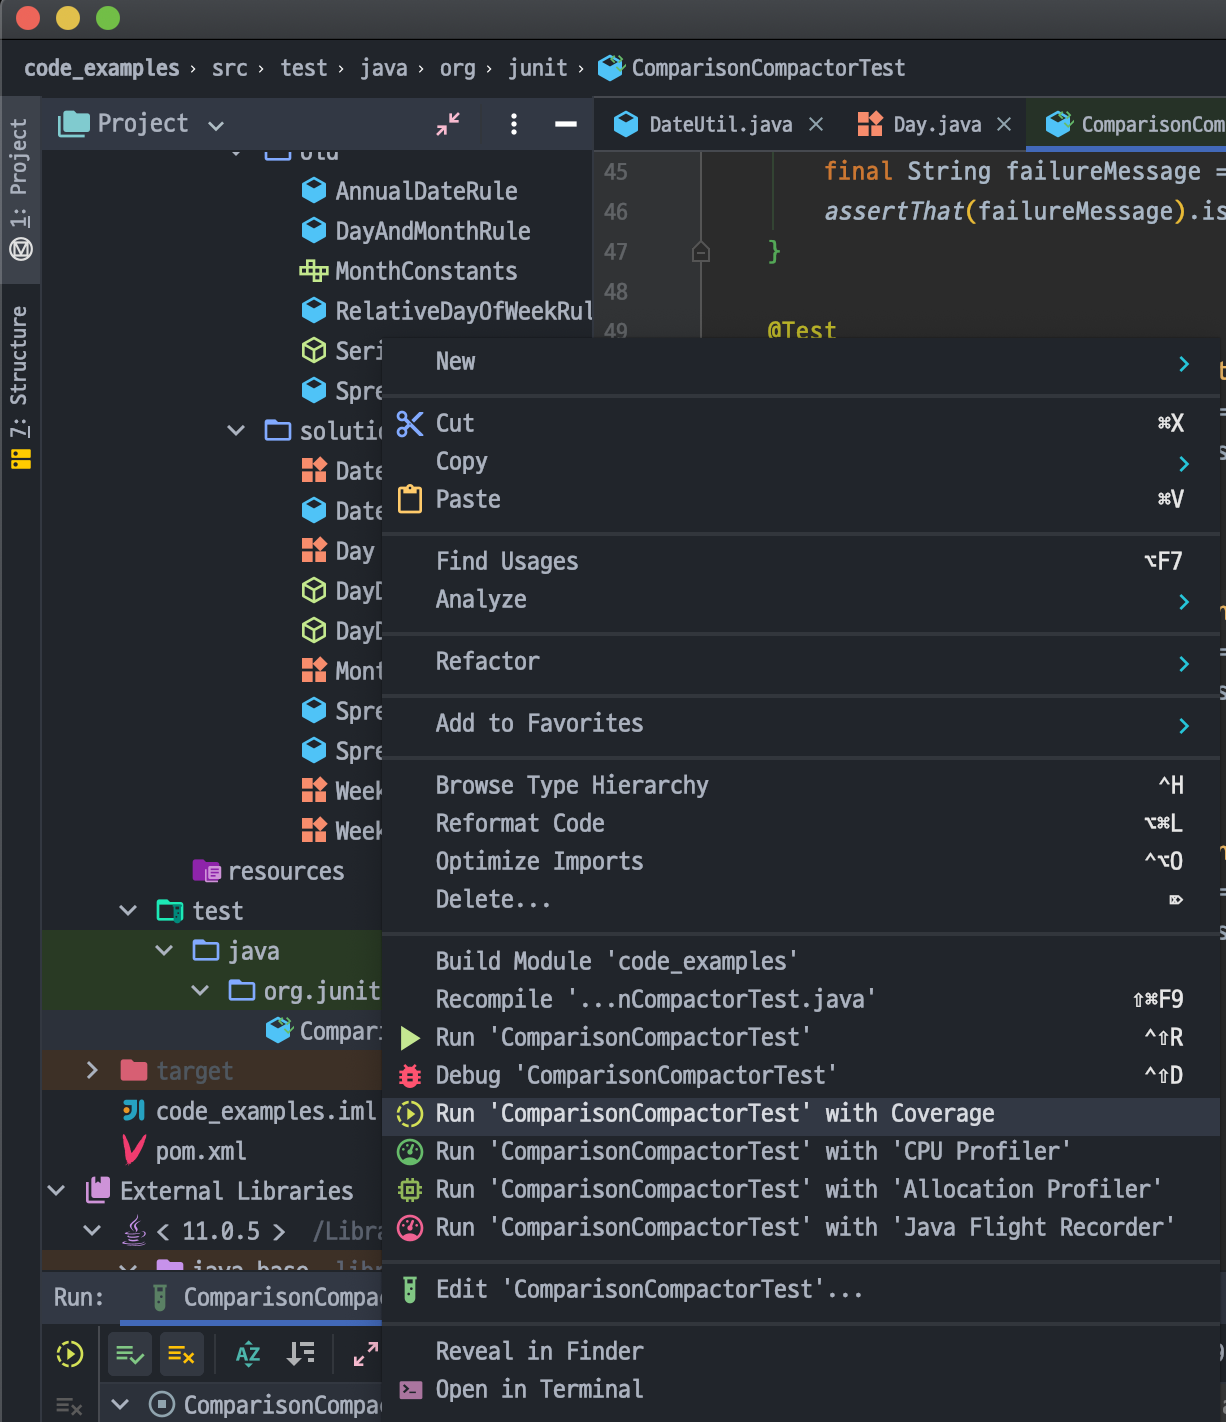 code_examples › src › test › java › org › junit › ComparisonCompactorTest
1: Project
7: Structure
Project
DateUtil.java
Day.java
ComparisonCom
old
AnnualDateRule
DayAndMonthRule
MonthConstants
RelativeDayOfWeekRul
Seri
Spre
solutio
Date
Date
Day
DayD
DayD
Mont
Spre
Spre
Week
Week
resources
test
java
org.junit
Compari
target
code_examples.iml
pom.xml
External Libraries
< 11.0.5 > /Libra
java.base libr
45 final String failureMessage =
46 assertThat(failureMessage).is
47 }
48
49 @Test
New
Cut ⌘X
Copy
Paste ⌘V
Find Usages ⌥F7
Analyze
Refactor
Add to Favorites
Browse Type Hierarchy ^H
Reformat Code ⌥⌘L
Optimize Imports ^⌥O
Delete... ⌦
Build Module 'code_examples'
Recompile '...nCompactorTest.java' ⇧⌘F9
Run 'ComparisonCompactorTest' ^⇧R
Debug 'ComparisonCompactorTest' ^⇧D
Run 'ComparisonCompactorTest' with Coverage
Run 'ComparisonCompactorTest' with 'CPU Profiler'
Run 'ComparisonCompactorTest' with 'Allocation Profiler'
Run 'ComparisonCompactorTest' with 'Java Flight Recorder'
Edit 'ComparisonCompactorTest'...
Reveal in Finder
Open in Terminal
Run: ComparisonCompac
AZ
ComparisonCompac